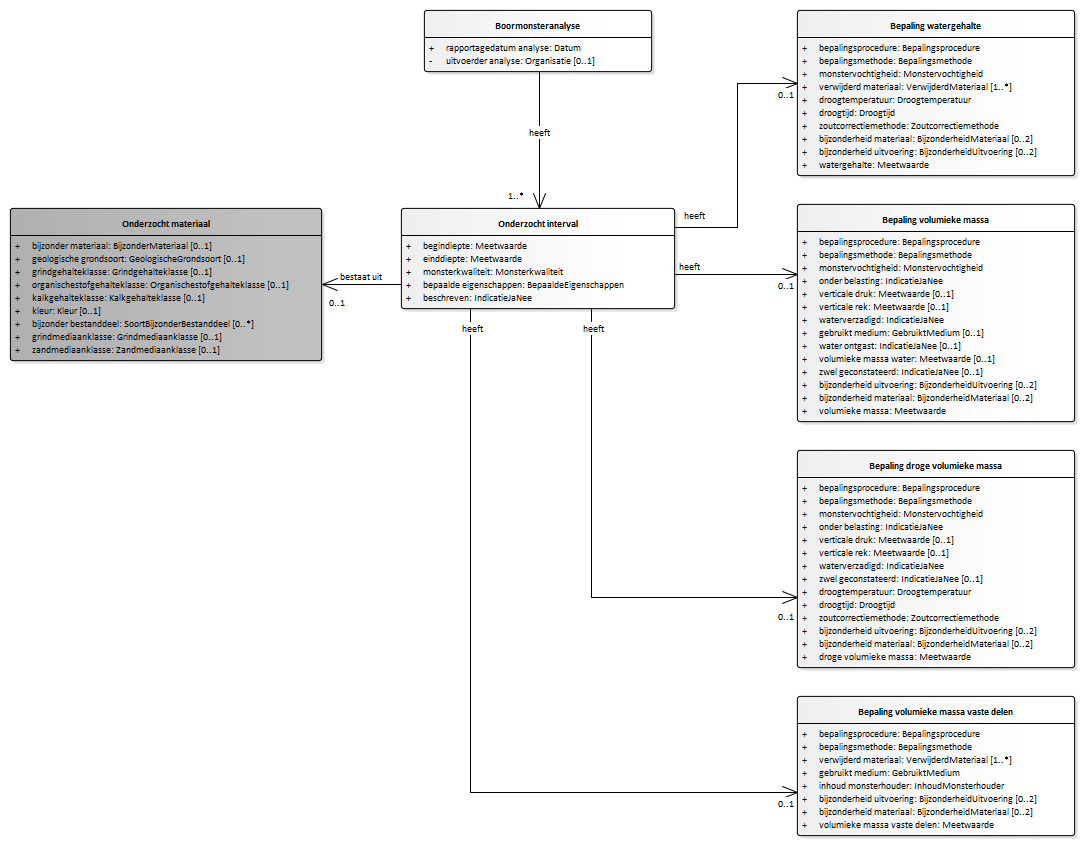 Boormonsteranalyse
+ rapportagedatum analyse: Datum
- uitvoerder analyse: Organisatie [0..1]
heeft
1..*
Onderzocht materiaal
+ bijzonder materiaal: BijzonderMateriaal [0..1]
+ geologische grondsoort: GeologischeGrondsoort [0..1]
+ grindgehalteklasse: Grindgehalteklasse [0..1]
+ organischestofgehalteklasse: Organischestofgehalteklasse [0..1]
+ kalkgehalteklasse: Kalkgehalteklasse [0..1]
+ kleur: Kleur [0..1]
+ bijzonder bestanddeel: SoortBijzonderBestanddeel [0..*]
+ grindmediaanklasse: Grindmediaanklasse [0..1]
+ zandmediaanklasse: Zandmediaanklasse [0..1]
bestaat uit
0..1
Onderzocht interval
+ begindiepte: Meetwaarde
+ einddiepte: Meetwaarde
+ monsterkwaliteit: Monsterkwaliteit
+ bepaalde eigenschappen: BepaaldeEigenschappen
+ beschreven: IndicatieJaNee
heeft
0..1
heeft
0..1
heeft
0..1
heeft
0..1
Bepaling watergehalte
+ bepalingsprocedure: Bepalingsprocedure
+ bepalingsmethode: Bepalingsmethode
+ monstervochtigheid: Monstervochtigheid
+ verwijderd materiaal: VerwijderdMateriaal [1..*]
+ droogtemperatuur: Droogtemperatuur
+ droogtijd: Droogtijd
+ zoutcorrectiemethode: Zoutcorrectiemethode
+ bijzonderheid materiaal: BijzonderheidMateriaal [0..2]
+ bijzonderheid uitvoering: BijzonderheidUitvoering [0..2]
+ watergehalte: Meetwaarde
Bepaling volumieke massa
+ bepalingsprocedure: Bepalingsprocedure
+ bepalingsmethode: Bepalingsmethode
+ monstervochtigheid: Monstervochtigheid
+ onder belasting: IndicatieJaNee
+ verticale druk: Meetwaarde [0..1]
+ verticale rek: Meetwaarde [0..1]
+ waterverzadigd: IndicatieJaNee
+ gebruikt medium: GebruiktMedium [0..1]
+ water ontgast: IndicatieJaNee [0..1]
+ volumieke massa water: Meetwaarde [0..1]
+ zwel geconstateerd: IndicatieJaNee [0..1]
+ bijzonderheid uitvoering: BijzonderheidUitvoering [0..2]
+ bijzonderheid materiaal: BijzonderheidMateriaal [0..2]
+ volumieke massa: Meetwaarde
Bepaling droge volumieke massa
+ bepalingsprocedure: Bepalingsprocedure
+ bepalingsmethode: Bepalingsmethode
+ monstervochtigheid: Monstervochtigheid
+ onder belasting: IndicatieJaNee
+ verticale druk: Meetwaarde [0..1]
+ verticale rek: Meetwaarde [0..1]
+ waterverzadigd: IndicatieJaNee
+ zwel geconstateerd: IndicatieJaNee [0..1]
+ droogtemperatuur: Droogtemperatuur
+ droogtijd: Droogtijd
+ zoutcorrectiemethode: Zoutcorrectiemethode
+ bijzonderheid uitvoering: BijzonderheidUitvoering [0..2]
+ bijzonderheid materiaal: BijzonderheidMateriaal [0..2]
+ droge volumieke massa: Meetwaarde
Bepaling volumieke massa vaste delen
+ bepalingsprocedure: Bepalingsprocedure
+ bepalingsmethode: Bepalingsmethode
+ verwijderd materiaal: VerwijderdMateriaal [1..*]
+ gebruikt medium: GebruiktMedium
+ inhoud monsterhouder: InhoudMonsterhouder
+ bijzonderheid uitvoering: BijzonderheidUitvoering [0..2]
+ bijzonderheid materiaal: BijzonderheidMateriaal [0..2]
+ volumieke massa vaste delen: Meetwaarde